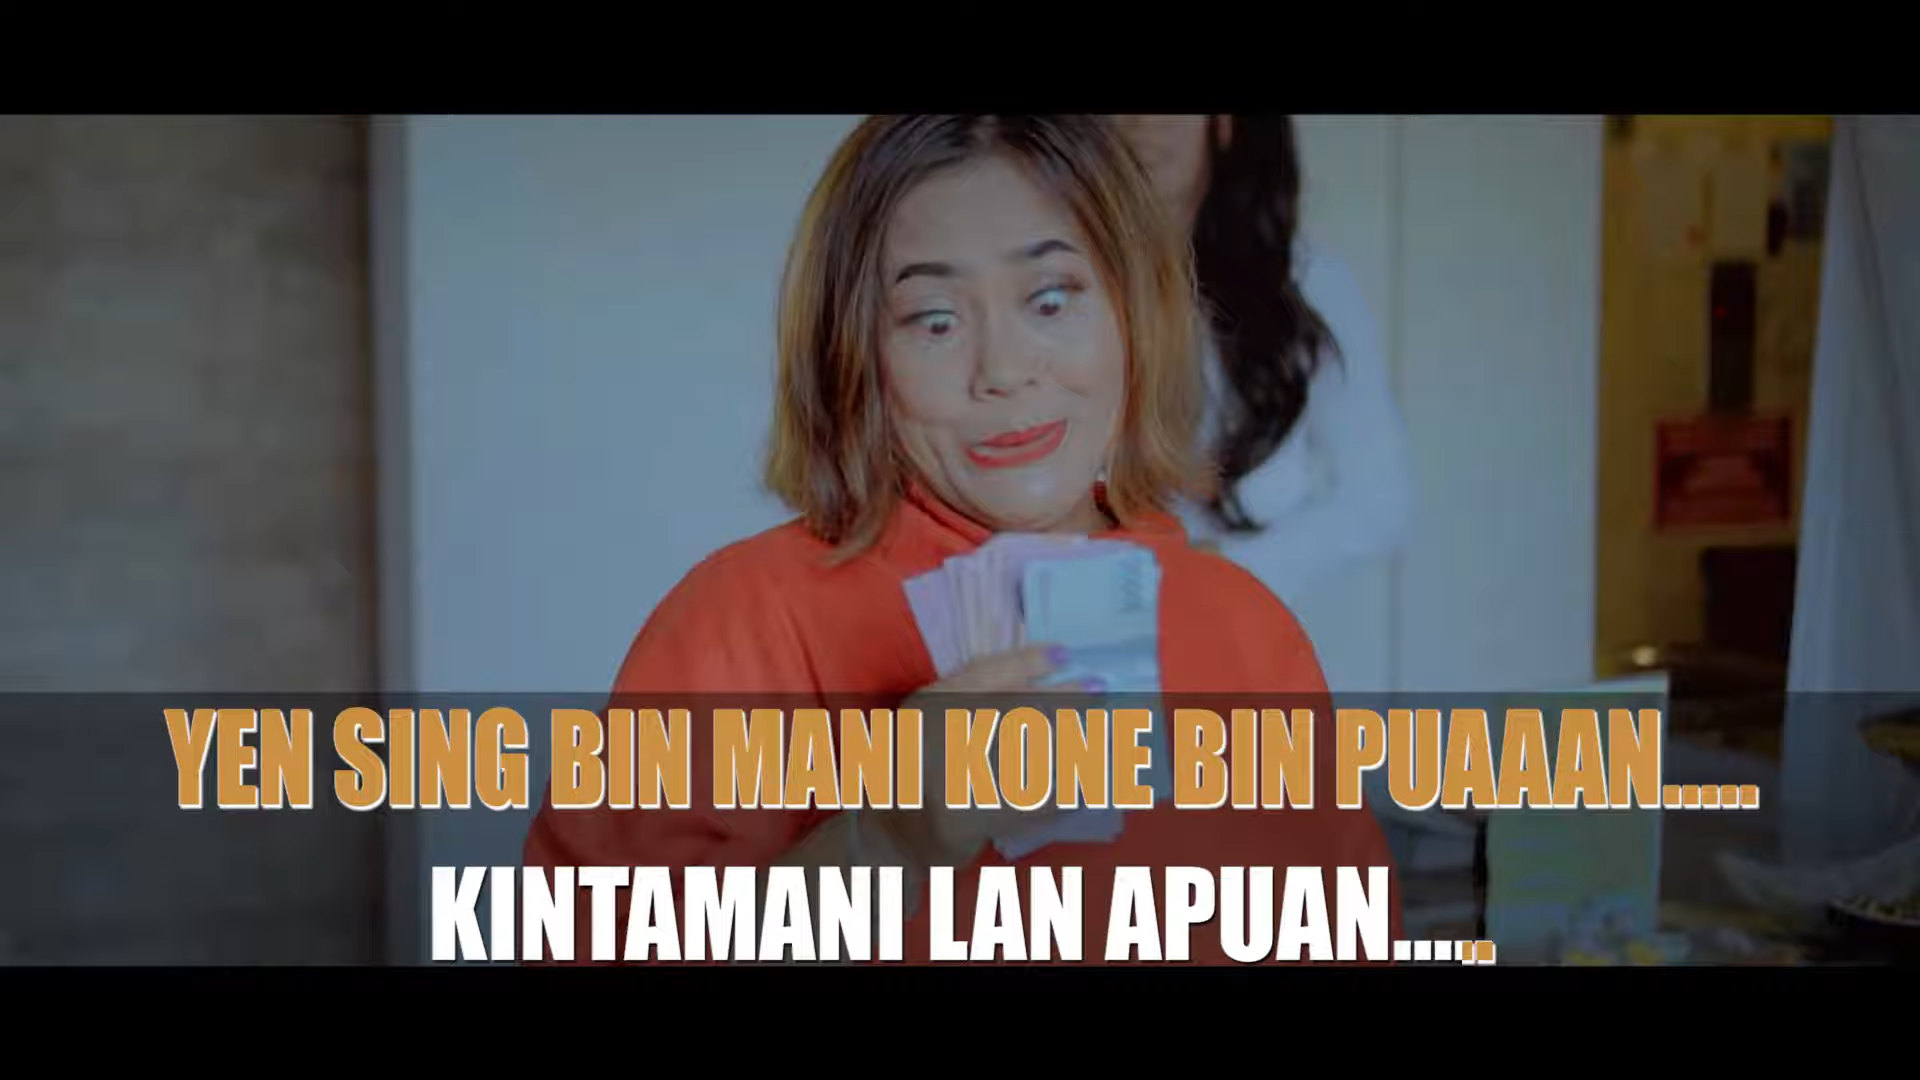 YEN SING BIN MANI KONE BIN PUAAAN.....
KINTAMANI LAN APUAN.....